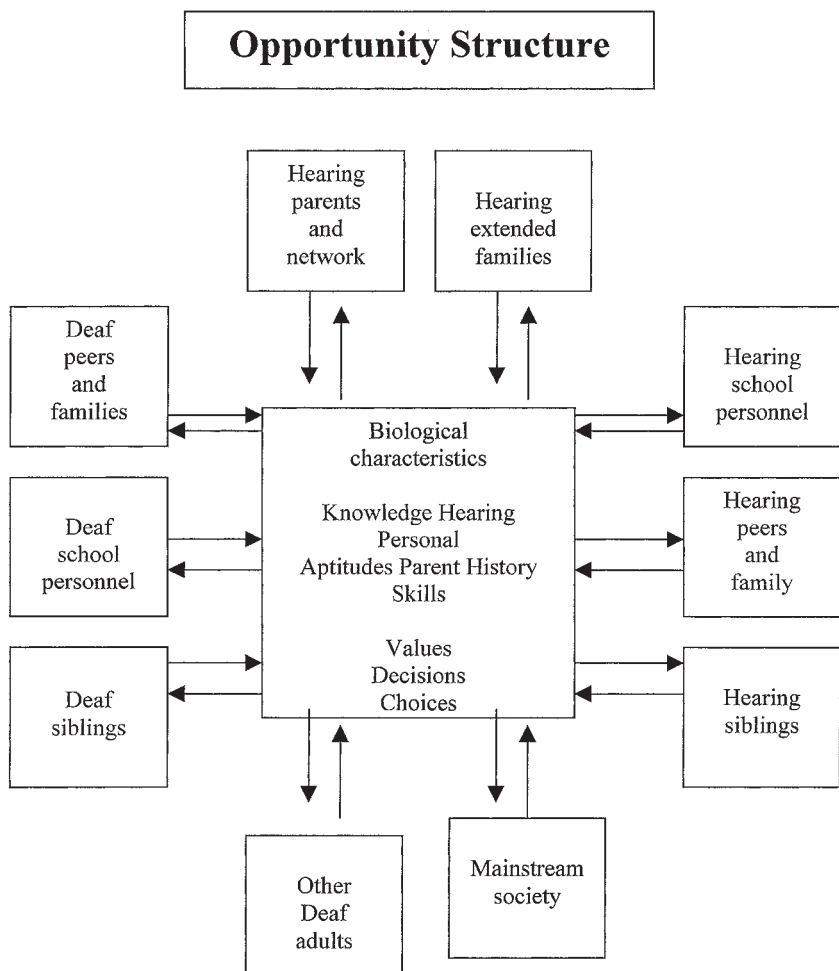 Opportunity Structure
Hearing
parents
and
network
Hearing
extended
families
Deaf
peers
and
families
Hearing
school
personnel
Biological
characteristics
Knowledge Hearing
Personal
Aptitudes Parent History
Skills
Values
Decisions
Choices
Deaf
school
personnel
Hearing
peers
and
family
Deaf
siblings
Hearing
siblings
Other
Deaf
adults
Mainstream
society